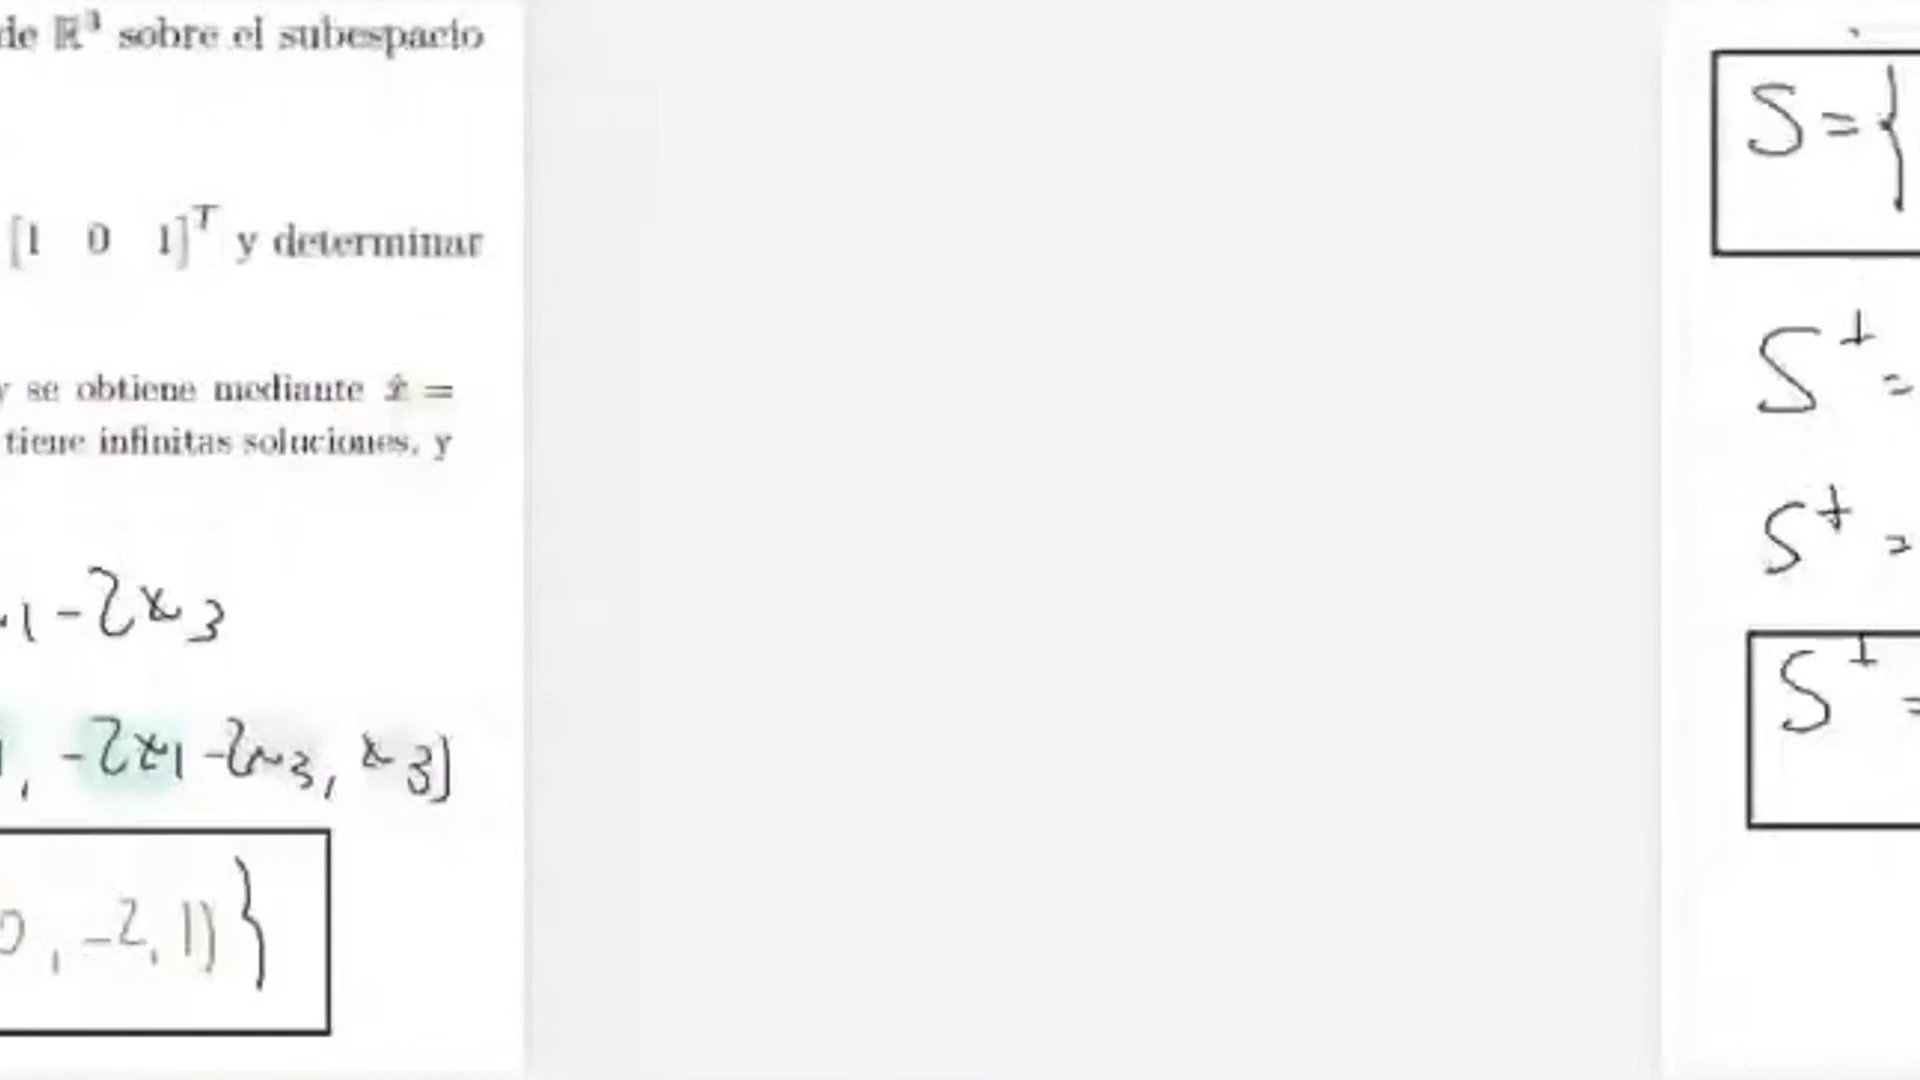 de ℝ³ sobre el subespacio
[1 0 1]ᵀ y determinar
se obtiene mediante x̂ =
tiene infinitas soluciones, y
1 - 2x3
, -2x1 - 2x3, x3)
0, -2, 1)}
S = {
S⊥ =
S⊥ =
S⊥ =